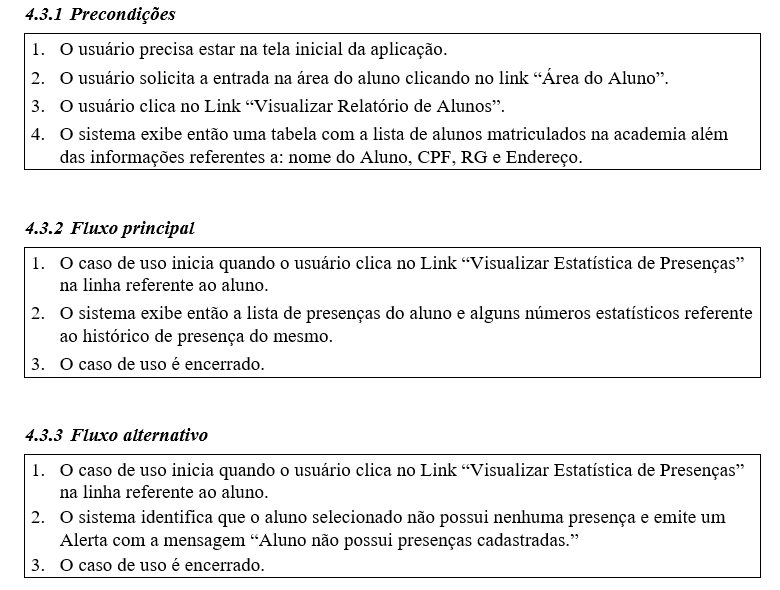 4.3.1 Precondições
1. O usuário precisa estar na tela inicial da aplicação.
2. O usuário solicita a entrada na área do aluno clicando no link “Área do Aluno”.
3. O usuário clica no Link “Visualizar Relatório de Alunos”.
4. O sistema exibe então uma tabela com a lista de alunos matriculados na academia além
das informações referentes a: nome do Aluno, CPF, RG e Endereço.
4.3.2 Fluxo principal
1. O caso de uso inicia quando o usuário clica no Link “Visualizar Estatística de Presenças”
na linha referente ao aluno.
2. O sistema exibe então a lista de presenças do aluno e alguns números estatísticos referente
ao histórico de presença do mesmo.
3. O caso de uso é encerrado.
4.3.3 Fluxo alternativo
1. O caso de uso inicia quando o usuário clica no Link “Visualizar Estatística de Presenças”
na linha referente ao aluno.
2. O sistema identifica que o aluno selecionado não possui nenhuma presença e emite um
Alerta com a mensagem “Aluno não possui presenças cadastradas.”
3. O caso de uso é encerrado.